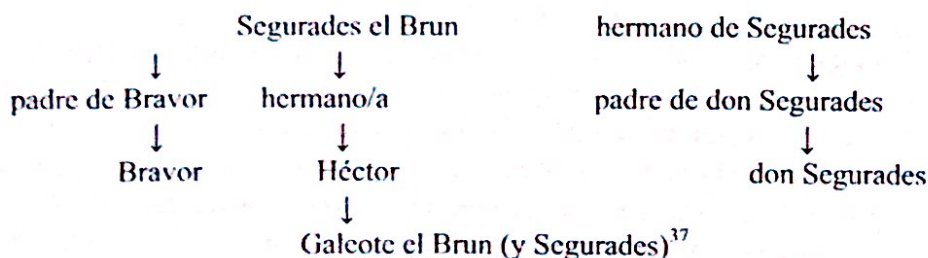 Segurades el Brun hermano de Segurades
↓ ↓ ↓
padre de Bravor hermano/a padre de don Segurades
↓ ↓ ↓
Bravor Héctor don Segurades
↓
Galeote el Brun (y Segurades)³⁷